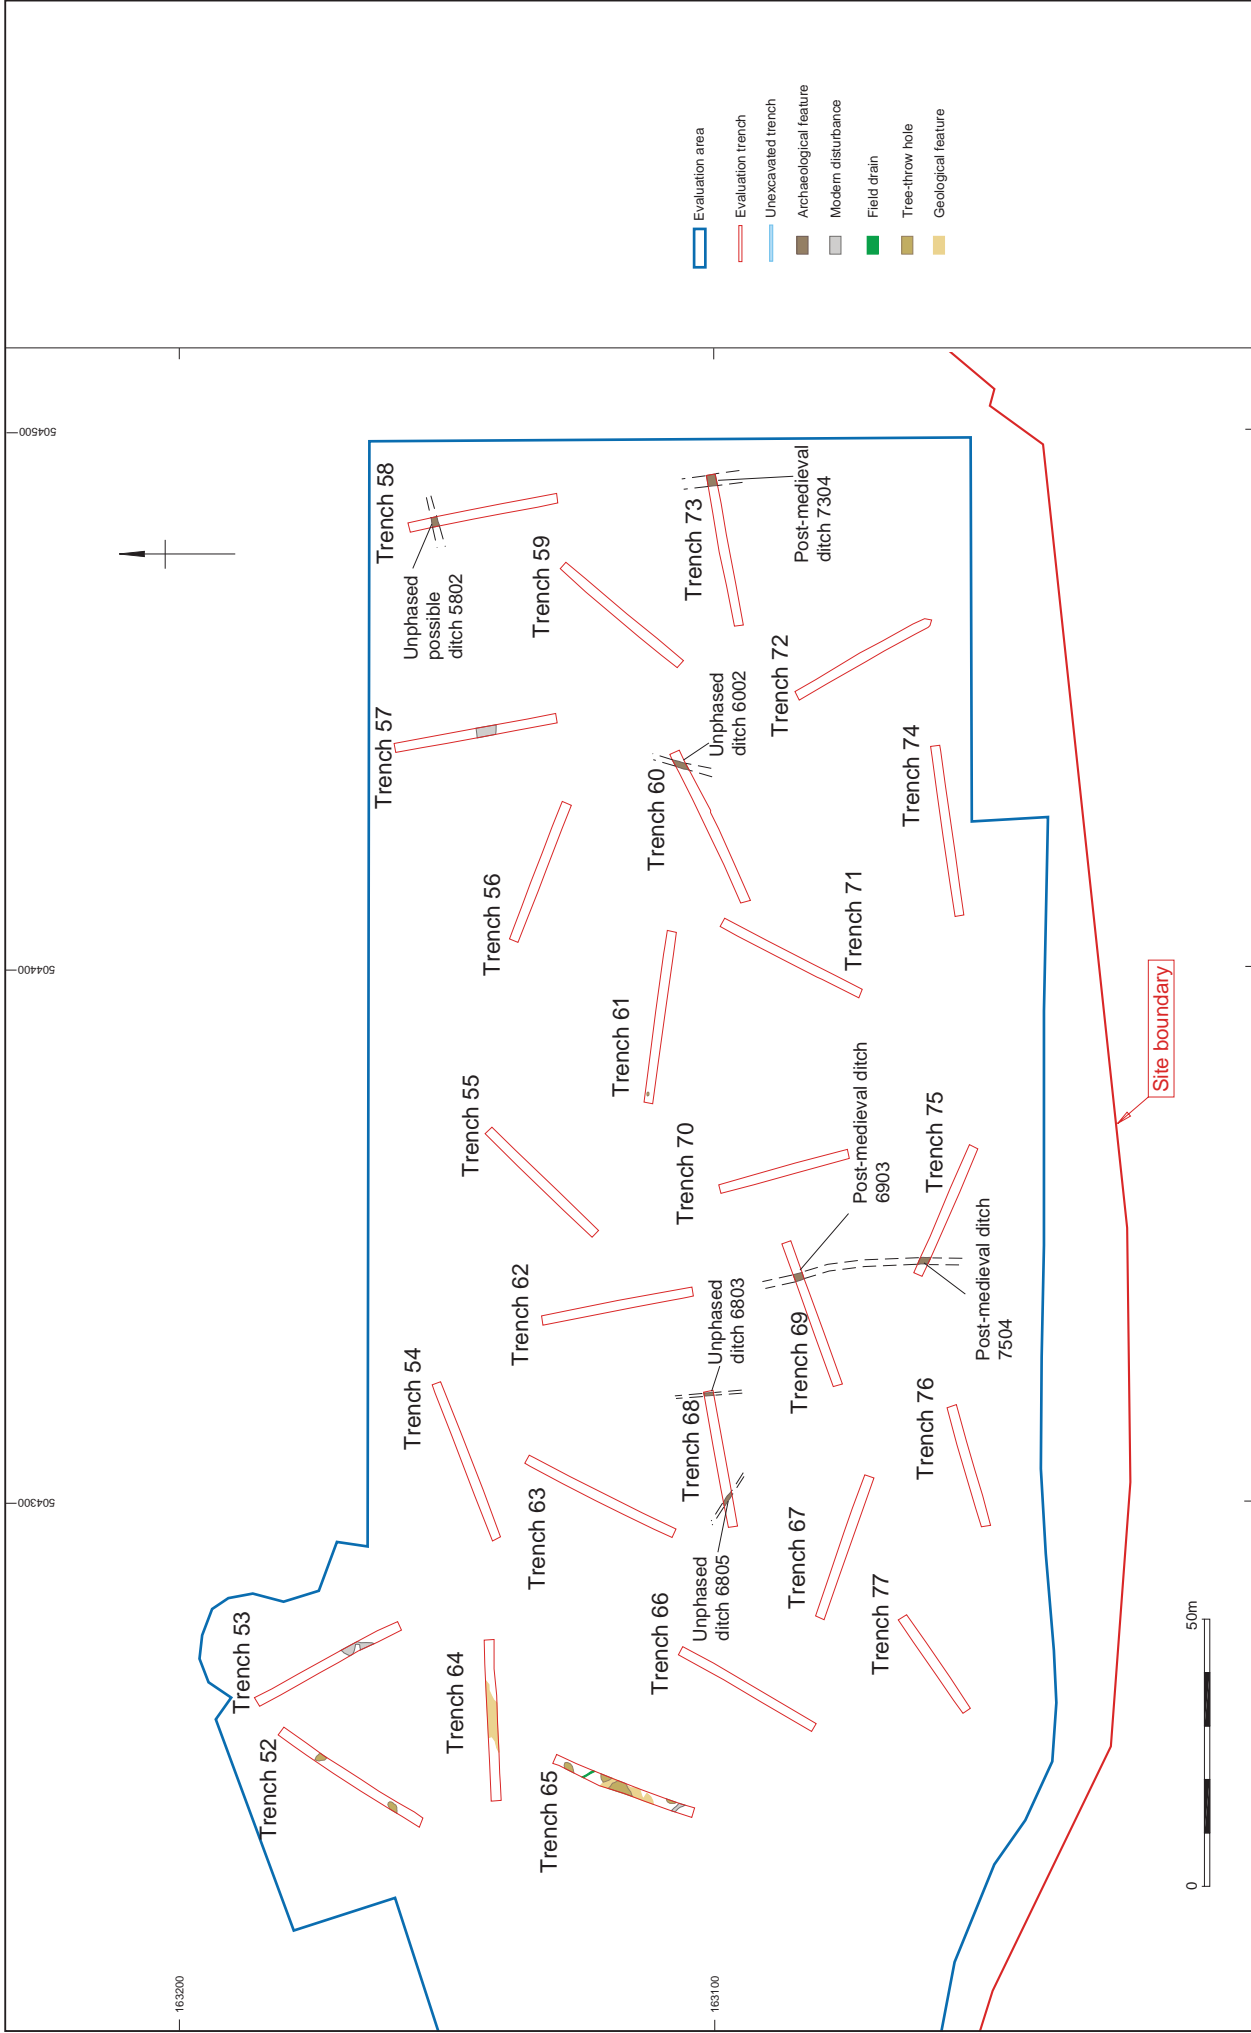 504500
504400
504300
163200
163100
Trench 52
Trench 53
Trench 54
Trench 55
Trench 56
Trench 57
Trench 58
Unphased
possible
ditch 5802
Trench 59
Trench 60
Unphased
ditch 6002
Trench 61
Trench 62
Trench 63
Trench 64
Trench 65
Trench 66
Trench 67
Trench 68
Unphased
ditch 6803
Unphased
ditch 6805
Trench 69
Post-medieval ditch
6903
Trench 70
Trench 71
Trench 72
Trench 73
Post-medieval
ditch 7304
Trench 74
Trench 75
Post-medieval ditch
7504
Trench 76
Trench 77
Site boundary
0
50m
Evaluation area
Evaluation trench
Unexcavated trench
Archaeological feature
Modern disturbance
Field drain
Tree-throw hole
Geological feature